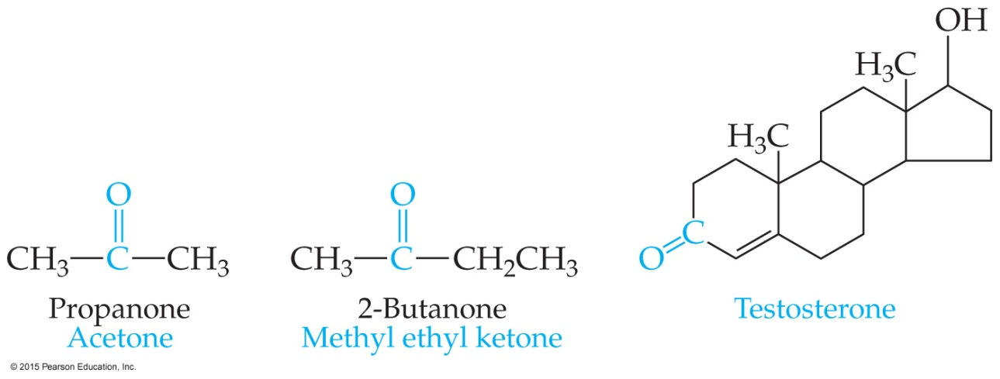 OH
H₃C
H₃C
O
O
C
O
CH₃—C—CH₃
CH₃—C—CH₂CH₃
Propanone
2-Butanone
Testosterone
Acetone
Methyl ethyl ketone
© 2015 Pearson Education, Inc.